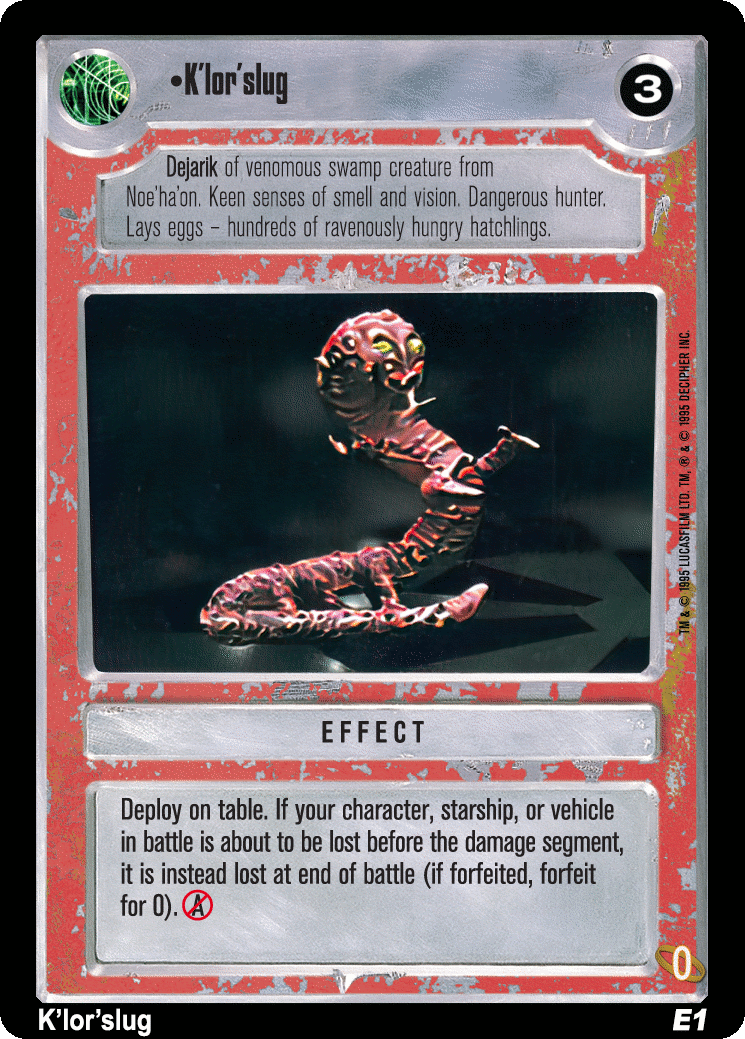 •K'lor'slug
3
Dejarik of venomous swamp creature from
Noe'ha'on. Keen senses of smell and vision. Dangerous hunter.
Lays eggs – hundreds of ravenously hungry hatchlings.
TM & © 1995 LUCASFILM LTD. TM, ® & © 1995 DECIPHER INC.
EFFECT
Deploy on table. If your character, starship, or vehicle
in battle is about to be lost before the damage segment,
it is instead lost at end of battle (if forfeited, forfeit
for 0). A
0
K'lor'slug
E1